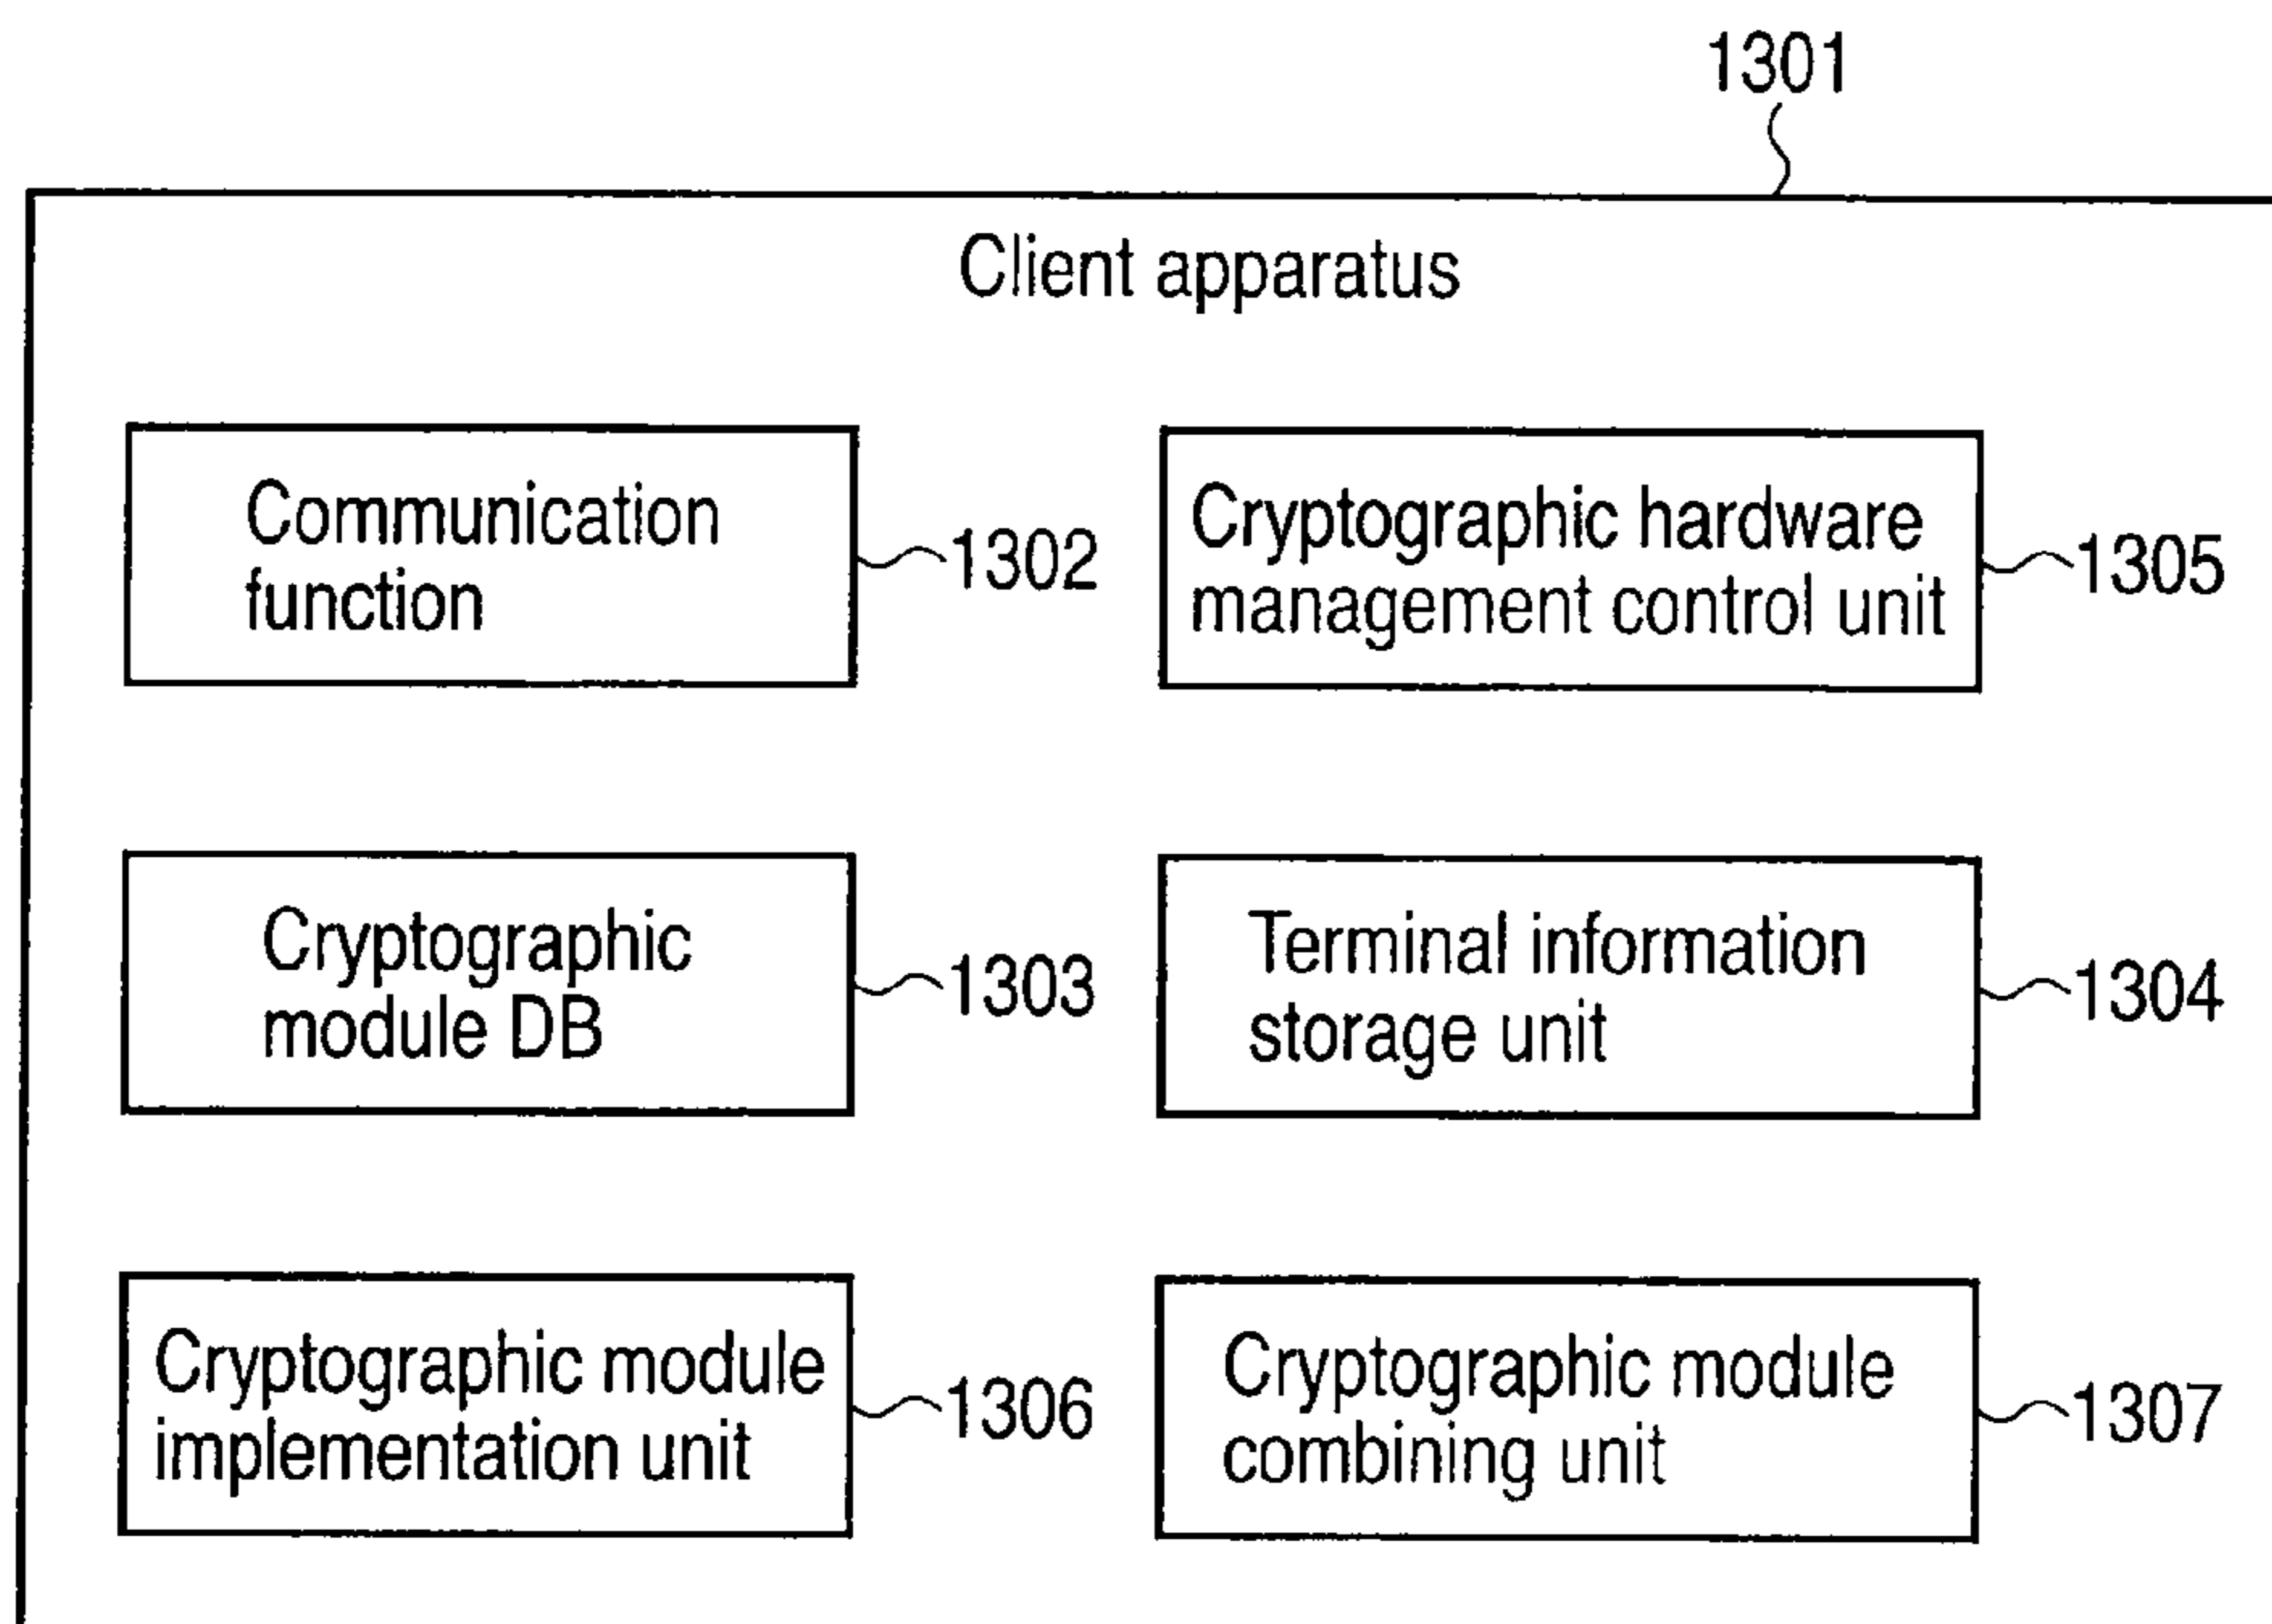 1301
Client apparatus
Communication
function
1302
Cryptographic hardware
management control unit
1305
Cryptographic
module DB
1303
Terminal information
storage unit
1304
Cryptographic module
implementation unit
1306
Cryptographic module
combining unit
1307